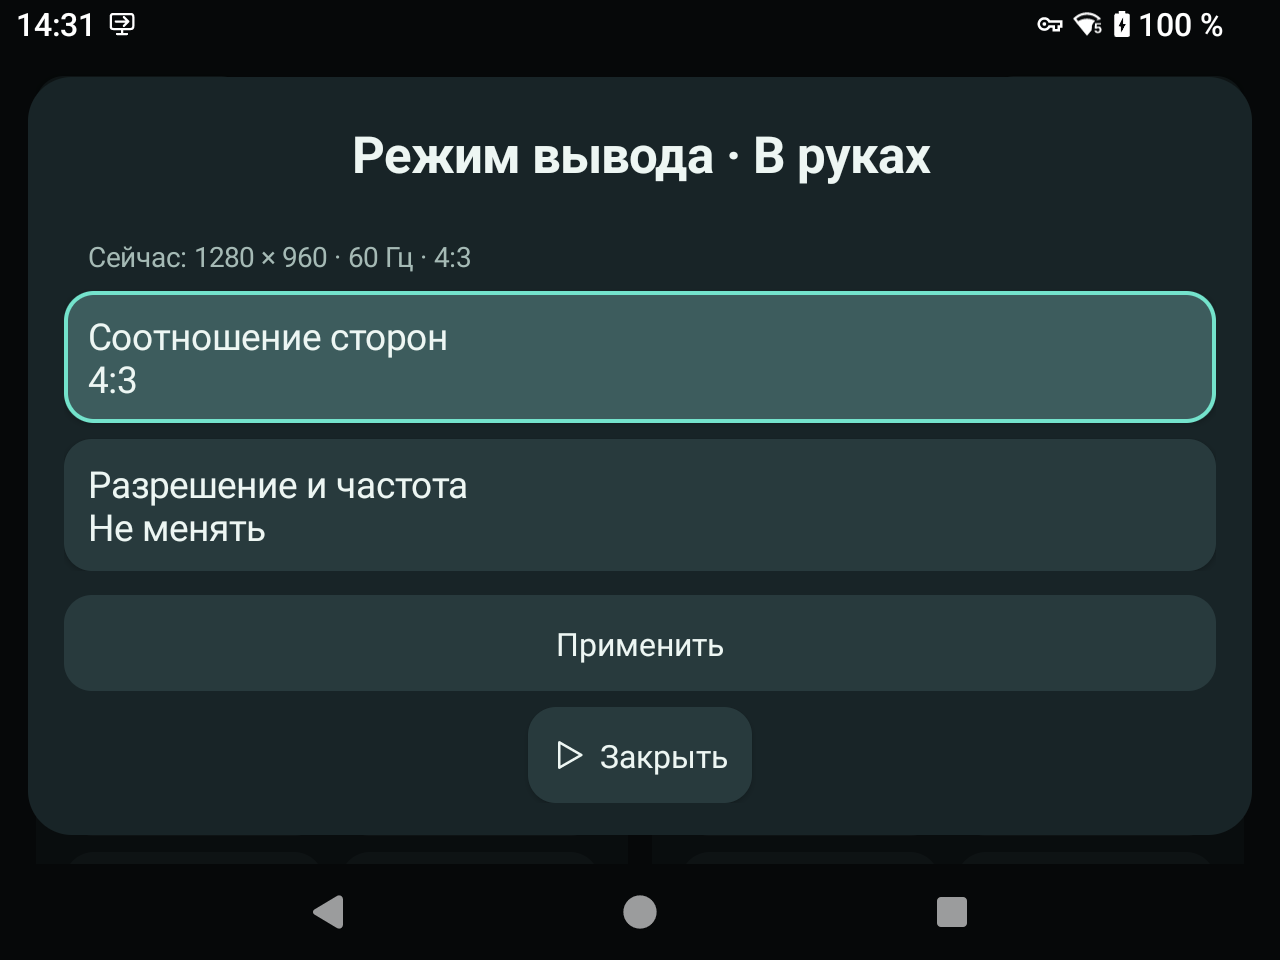 14:31
5 100 %
Режим вывода · В руках
Сейчас: 1280 × 960 · 60 Гц · 4:3
Соотношение сторон
4:3
Разрешение и частота
Не менять
Применить
Закрыть